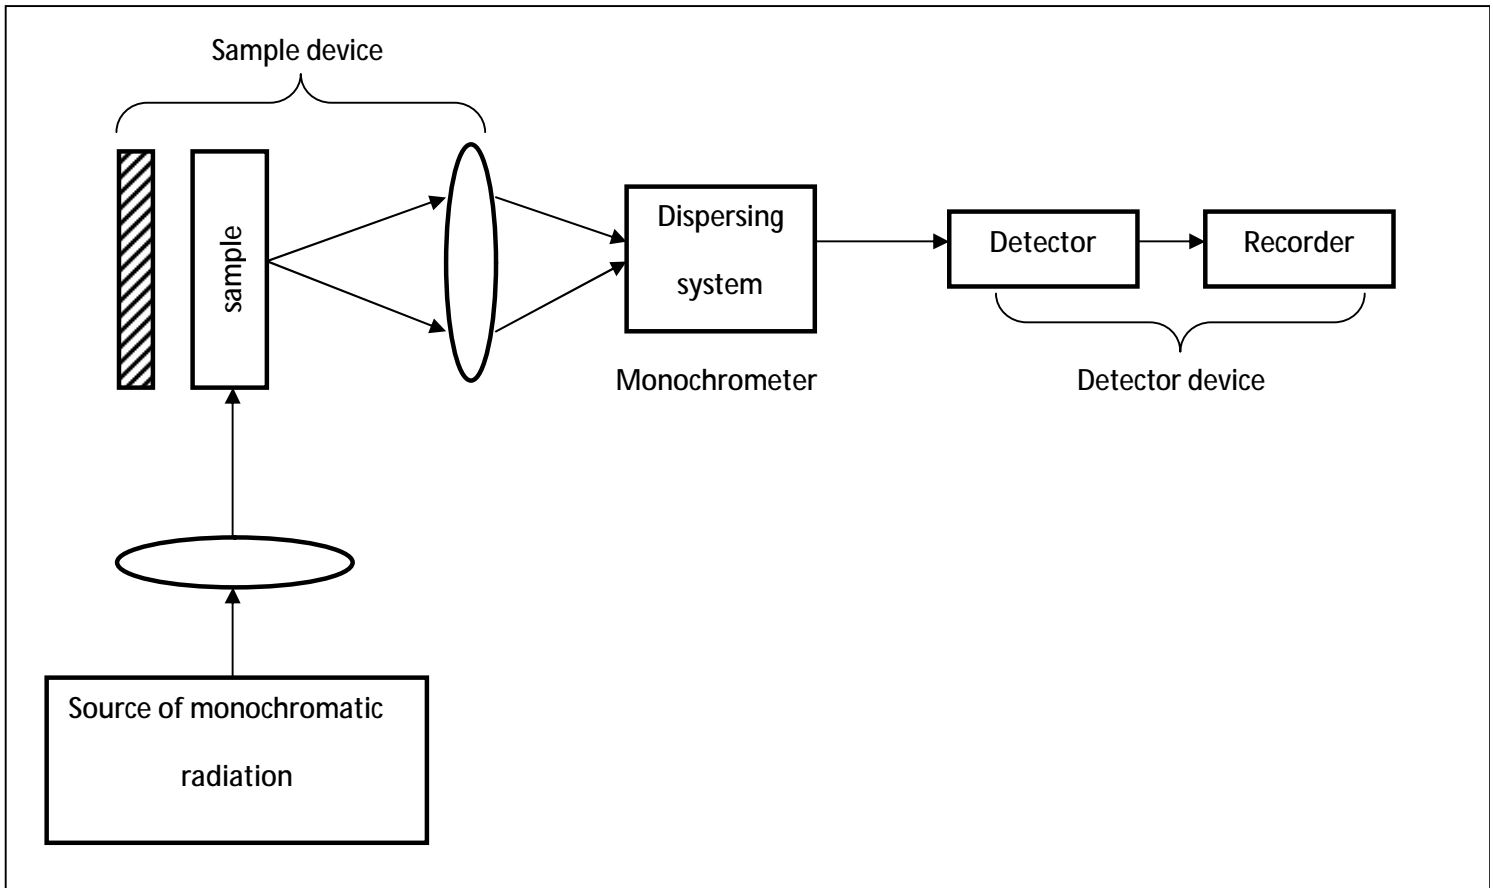 Sample device
sample
Dispersing
system
Monochrometer
Detector
Recorder
Detector device
Source of monochromatic
radiation